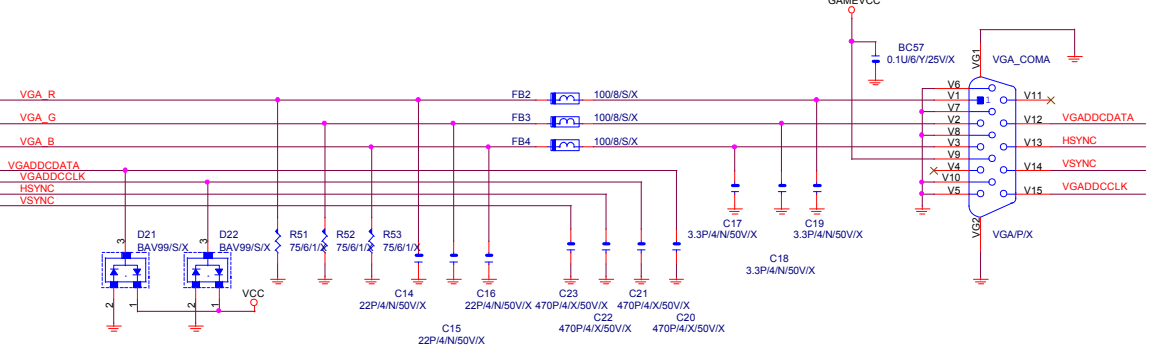 GAMEVCC
BC57
0.1U/6/Y/25V/X
VG1
VGA_COMA
VGA_R
FB2
100/8/S/X
V6
V1
1
V11
V7
VGA_G
FB3
100/8/S/X
V2
V12
VGADDCDATA
V8
VGA_B
FB4
100/8/S/X
V3
V13
HSYNC
V9
VGADDCDATA
V4
V14
VSYNC
VGADDCCLK
V10
HSYNC
V5
V15
VGADDCCLK
VSYNC
D21
BAV99/S/X
3
2
1
D22
BAV99/S/X
3
2
1
VCC
R51
75/6/1/X
R52
75/6/1/X
R53
75/6/1/X
C17
3.3P/4/N/50V/X
C19
3.3P/4/N/50V/X
C18
3.3P/4/N/50V/X
VG2
VGA/P/X
C14
22P/4/N/50V/X
C16
22P/4/N/50V/X
C15
22P/4/N/50V/X
C23
470P/4/X/50V/X
C21
470P/4/X/50V/X
C22
470P/4/X/50V/X
C20
470P/4/X/50V/X